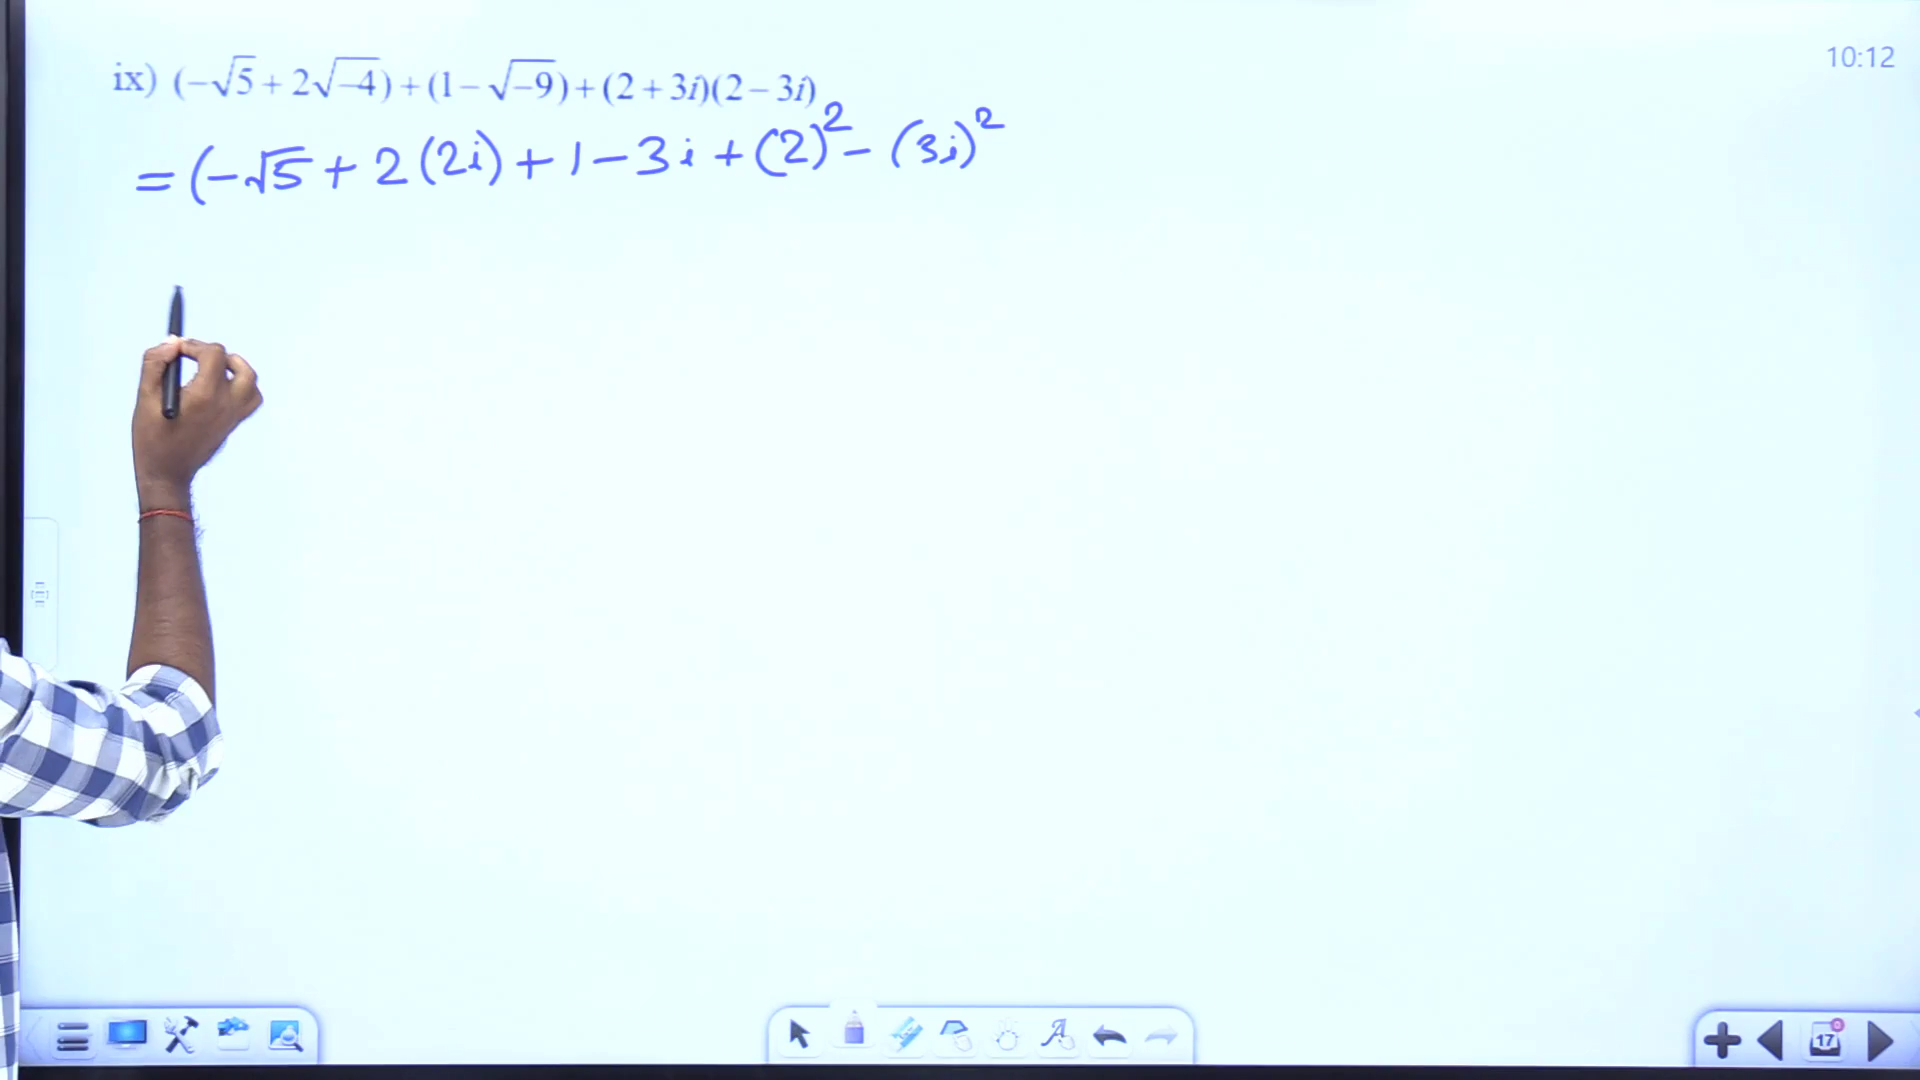 10:12
ix) (−√5 + 2√−4) + (1 − √−9) + (2 + 3i)(2 − 3i)
= (−√5 + 2(2i) + 1 − 3i + (2)² − (3i)²
17